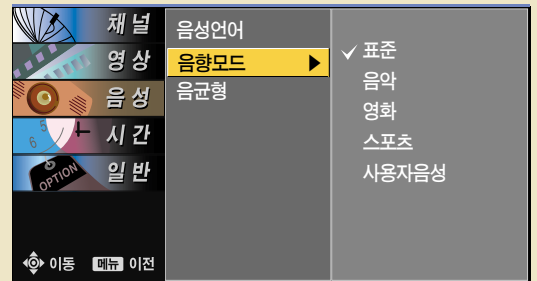 채널
영상
음성
시간
일반
OPTION
5
6
음성언어
음향모드
음균형
표준
음악
영화
스포츠
사용자음성
이동 메뉴 이전